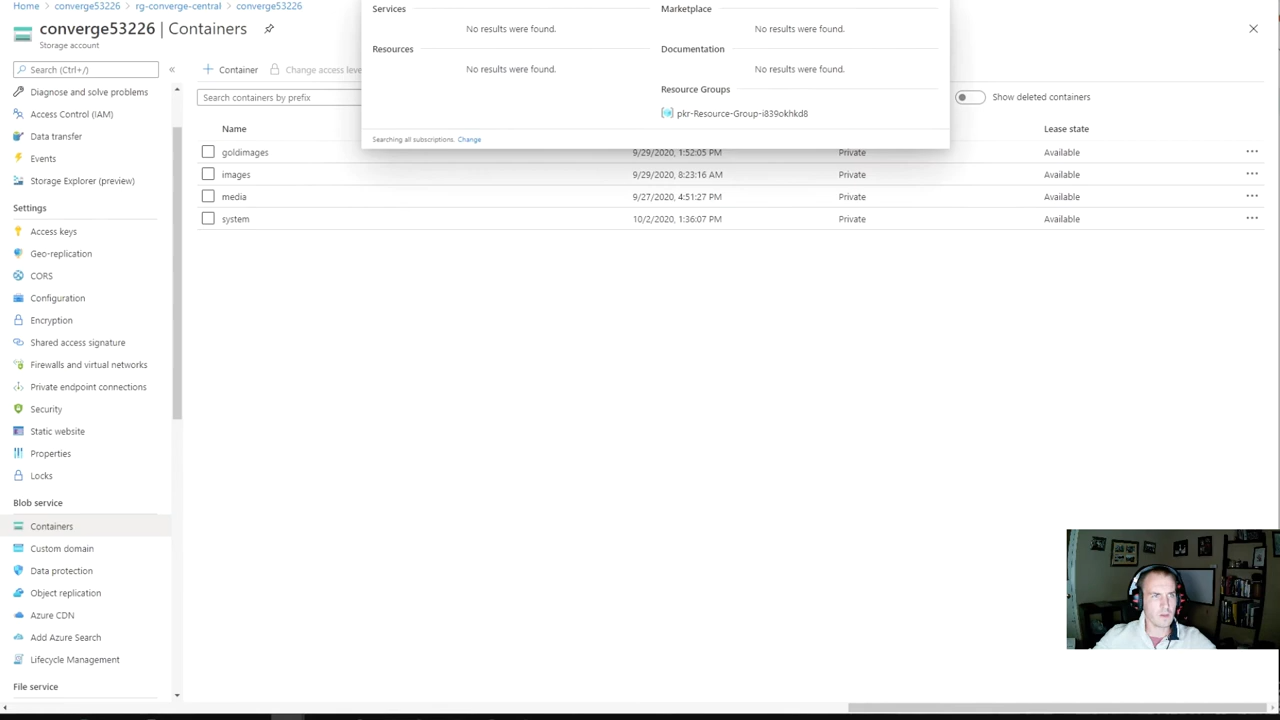 Home > converge53226 > rg-converge-central > converge53226
converge53226 | Containers
Storage account
Search (Ctrl+/)
Diagnose and solve problems
Access Control (IAM)
Data transfer
Events
Storage Explorer (preview)
Settings
Access keys
Geo-replication
CORS
Configuration
Encryption
Shared access signature
Firewalls and virtual networks
Private endpoint connections
Security
Static website
Properties
Locks
Blob service
Containers
Custom domain
Data protection
Object replication
Azure CDN
Add Azure Search
Lifecycle Management
File service
Services
No results were found.
Resources
No results were found.
Marketplace
No results were found.
Documentation
No results were found.
Resource Groups
pkr-Resource-Group-i839okhkd8
Searching all subscriptions. Change
Container
Change access leve
Search containers by prefix
Show deleted containers
Name Lease state
goldimages 9/29/2020, 1:52:05 PM Private Available
images 9/29/2020, 8:23:16 AM Private Available
media 9/27/2020, 4:51:27 PM Private Available
system 10/2/2020, 1:36:07 PM Private Available